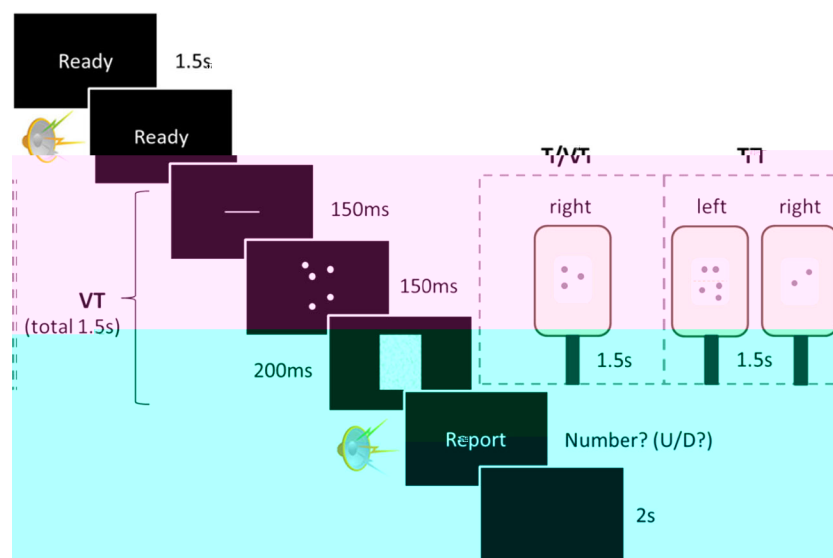 Ready
1.5s
Ready
T/VT
right
left
right
150ms
150ms
VT
(total 1.5s)
1.5s
1.5s
200ms
Report
Number? (U/D?)
2s